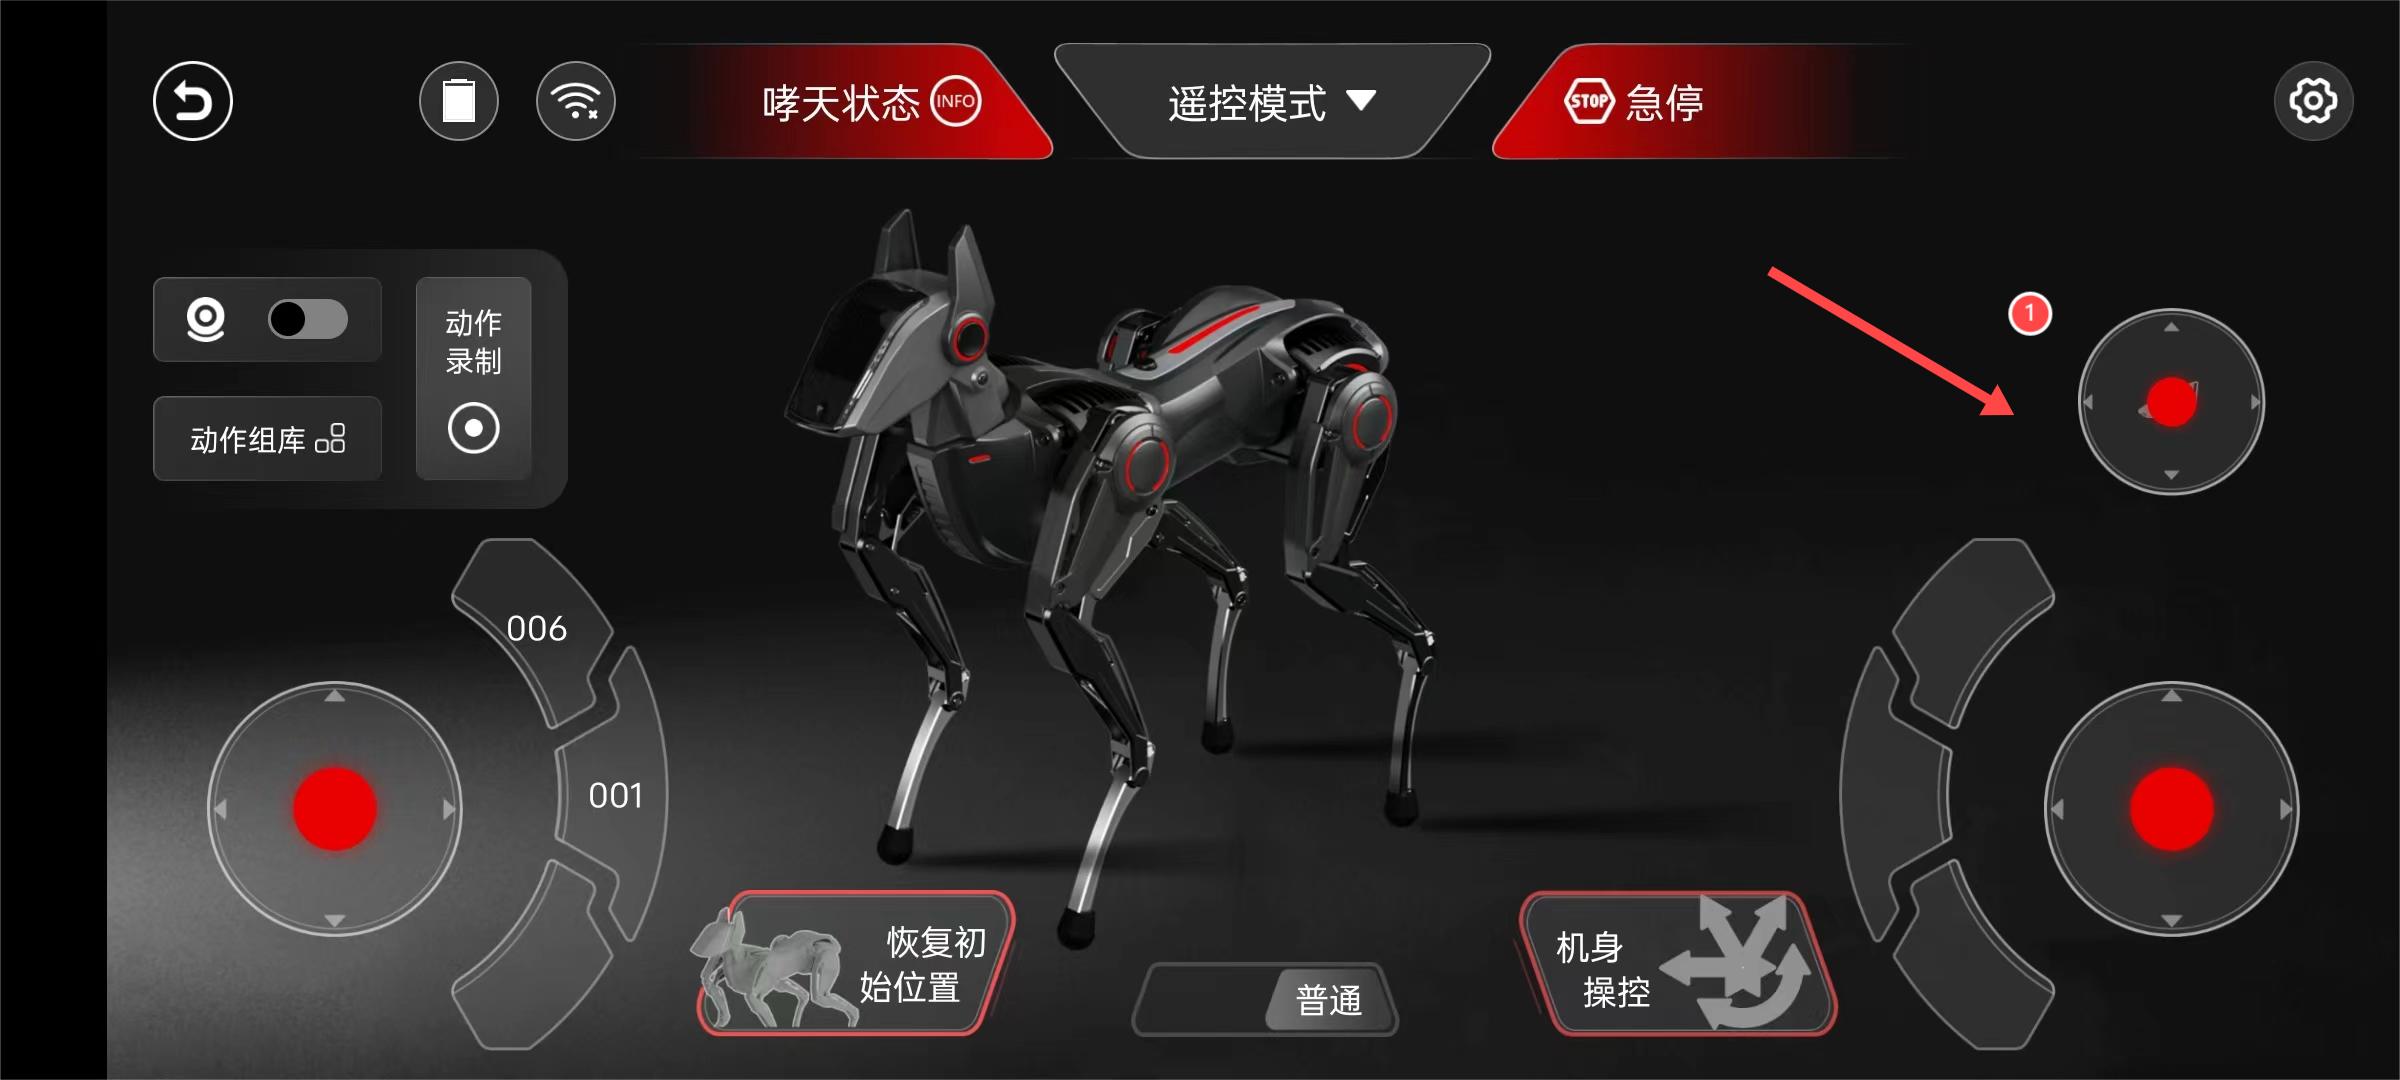 哮天状态 INFO
遥控模式
STOP 急停
动作
录制
动作组库
1
006
001
恢复初
始位置
普通
机身
操控